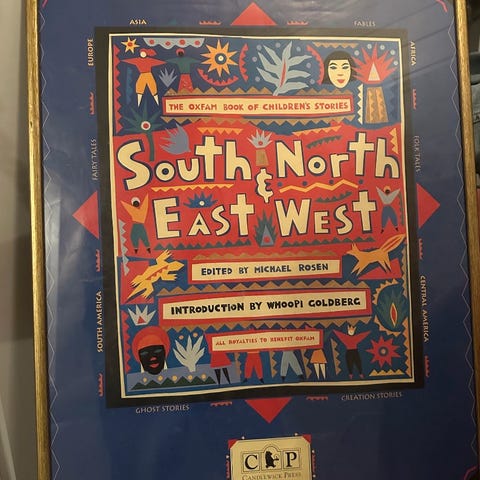 ASIA
FABLES
EUROPE
AFRICA
THE OXFAM BOOK OF CHILDREN'S STORIES
FAIRY TALES
FOLK TALES
South & North
East West
EDITED BY MICHAEL ROSEN
SOUTH AMERICA
CENTRAL AMERICA
INTRODUCTION BY WHOOPI GOLDBERG
ALL ROYALTIES TO BENEFIT OXFAM
GHOST STORIES
CREATION STORIES
C P
CANDLEWICK PRESS